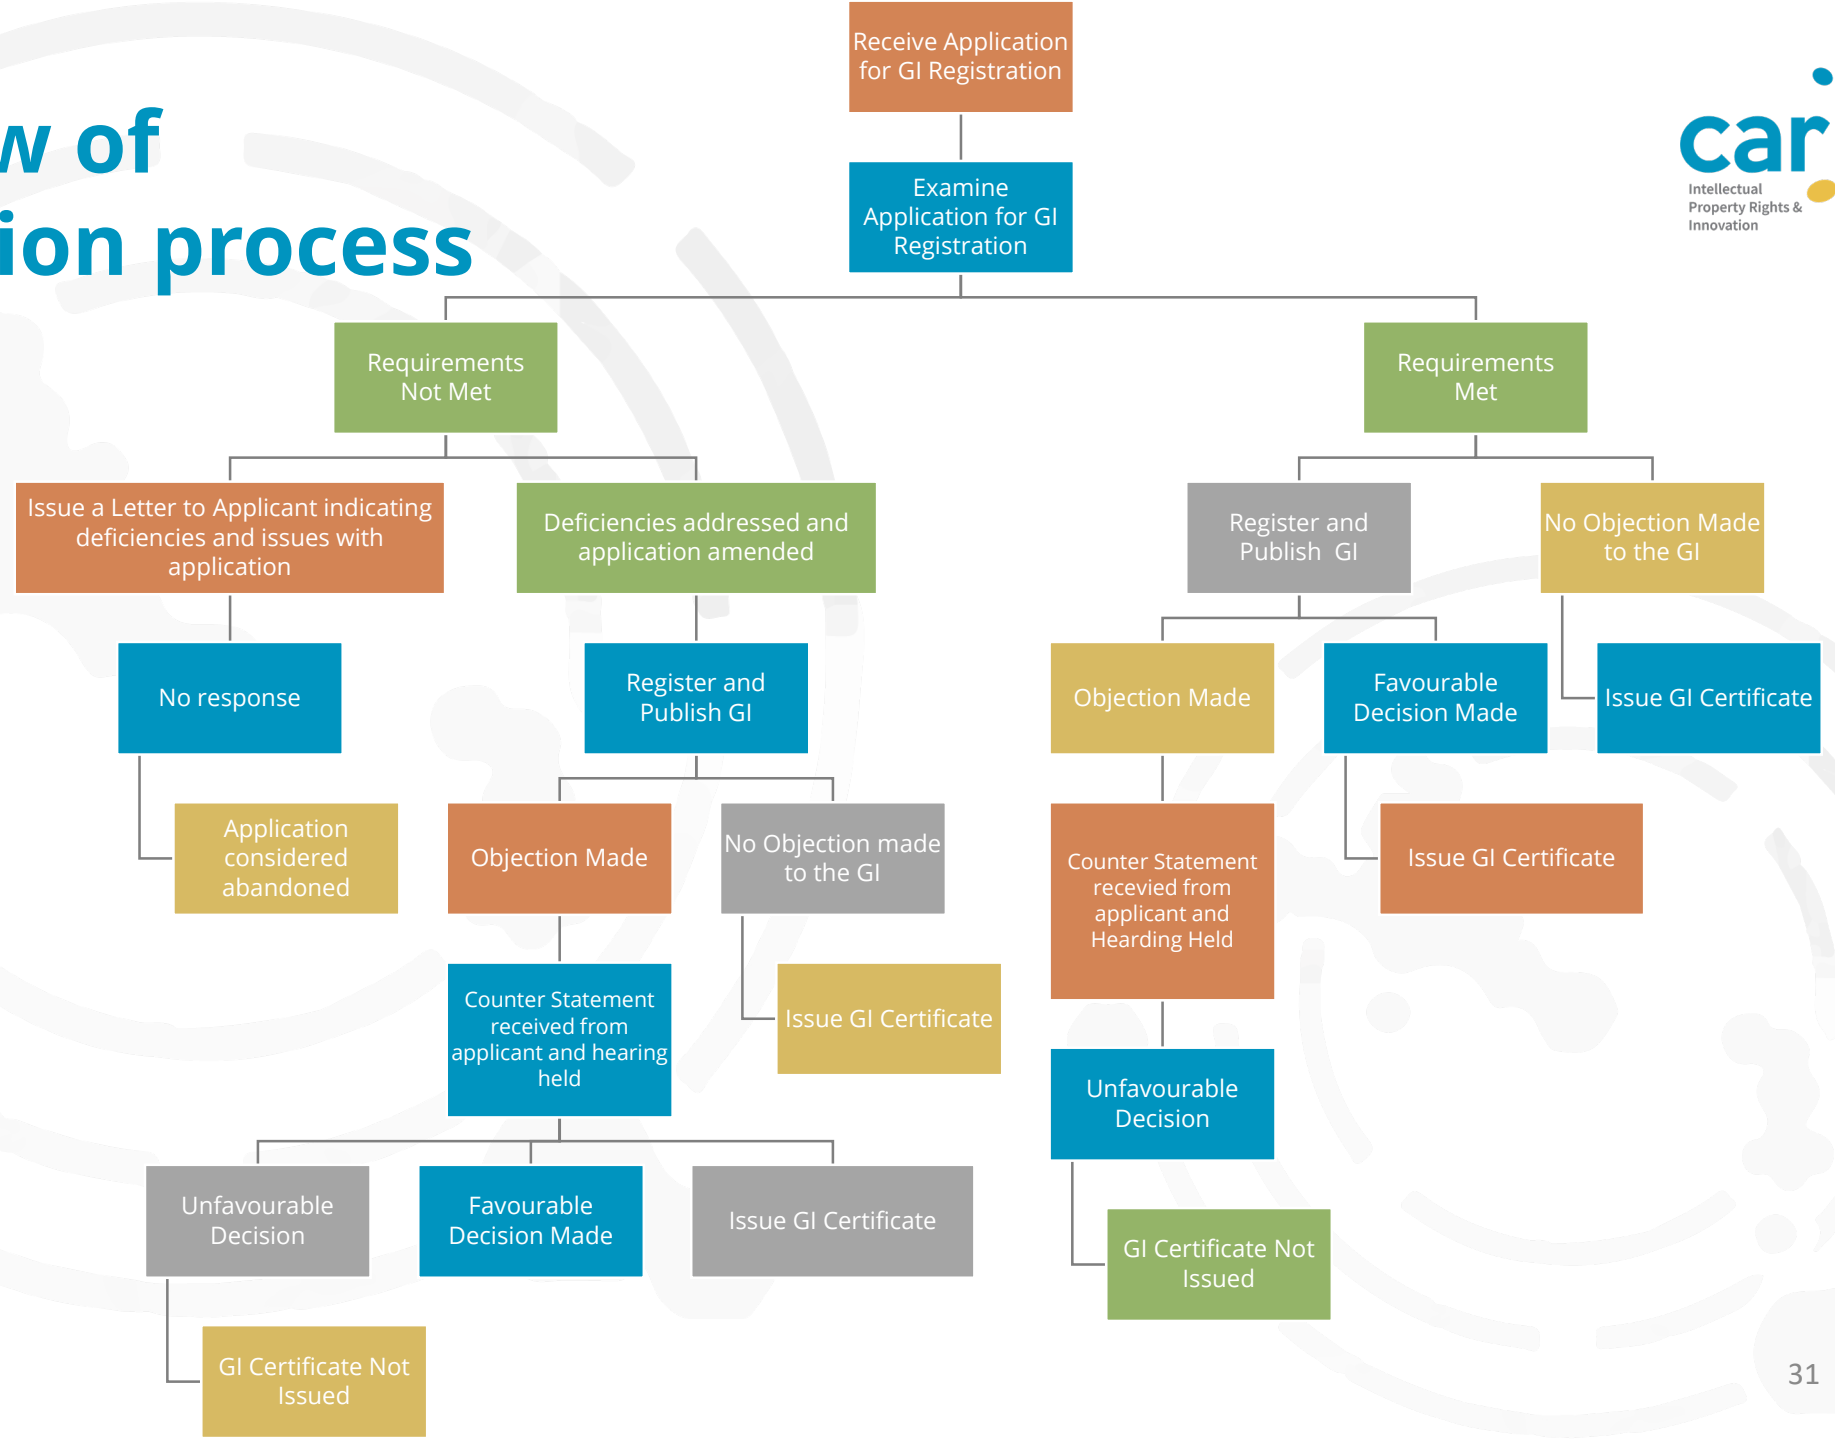 Receive Application
for GI Registration
w of
ion process
car
Intellectual
Property Rights &
Innovation
Examine
Application for GI
Registration
Requirements
Not Met
Requirements
Met
Issue a Letter to Applicant indicating
deficiencies and issues with
application
Deficiencies addressed and
application amended
Register and
Publish GI
No Objection Made
to the GI
No response
Register and
Publish GI
Objection Made
Favourable
Decision Made
Issue GI Certificate
Application
considered
abandoned
Objection Made
No Objection made
to the GI
Counter Statement
recevied from
applicant and
Hearding Held
Issue GI Certificate
Counter Statement
received from
applicant and hearing
held
Issue GI Certificate
Unfavourable
Decision
Unfavourable
Decision
Favourable
Decision Made
Issue GI Certificate
GI Certificate Not
Issued
GI Certificate Not
Issued
31